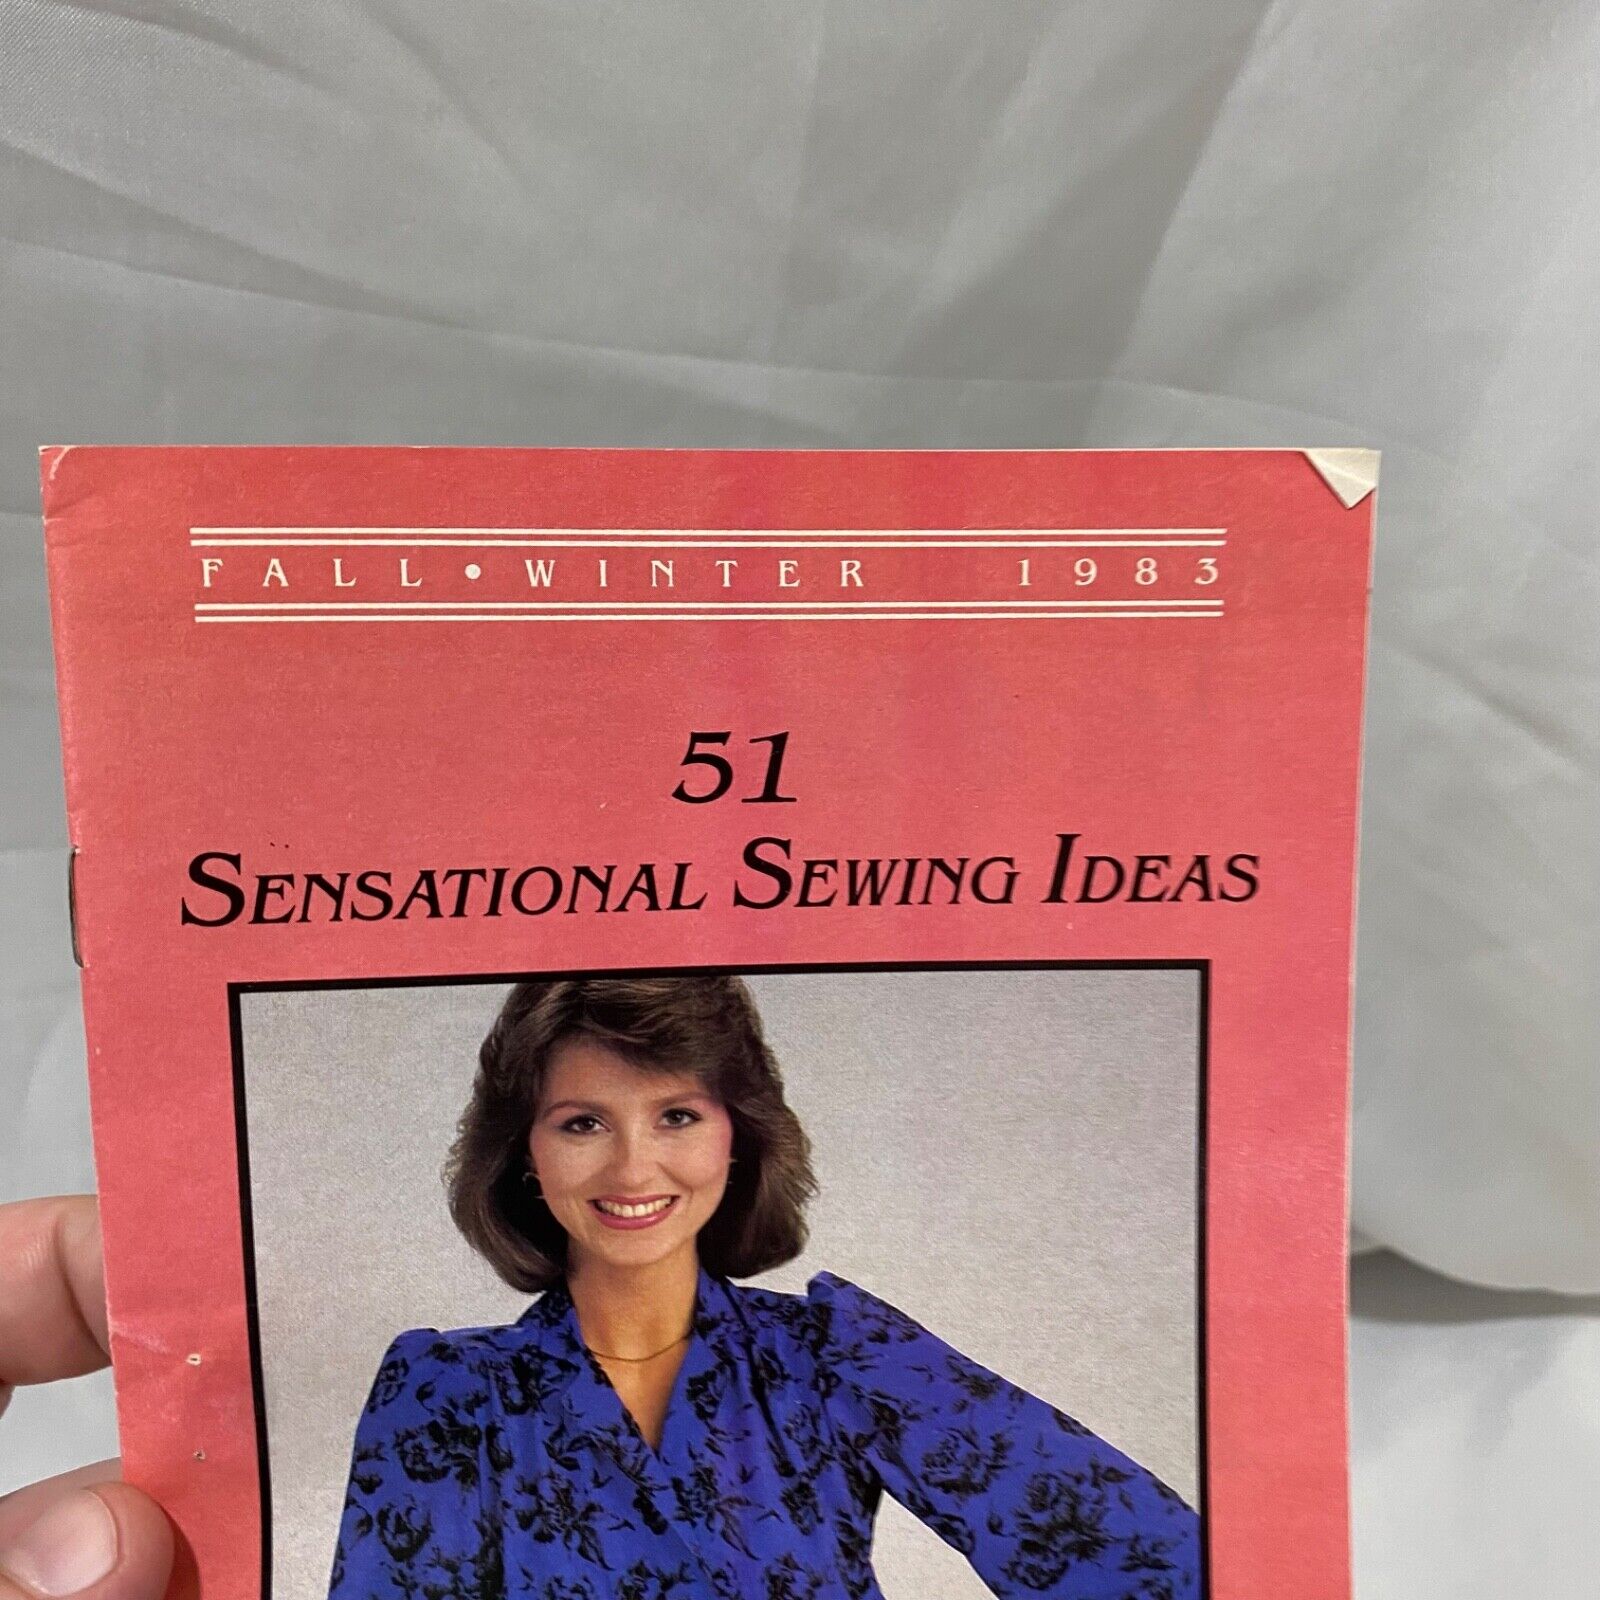 FALL • WINTER 1983
51
SENSATIONAL SEWING IDEAS